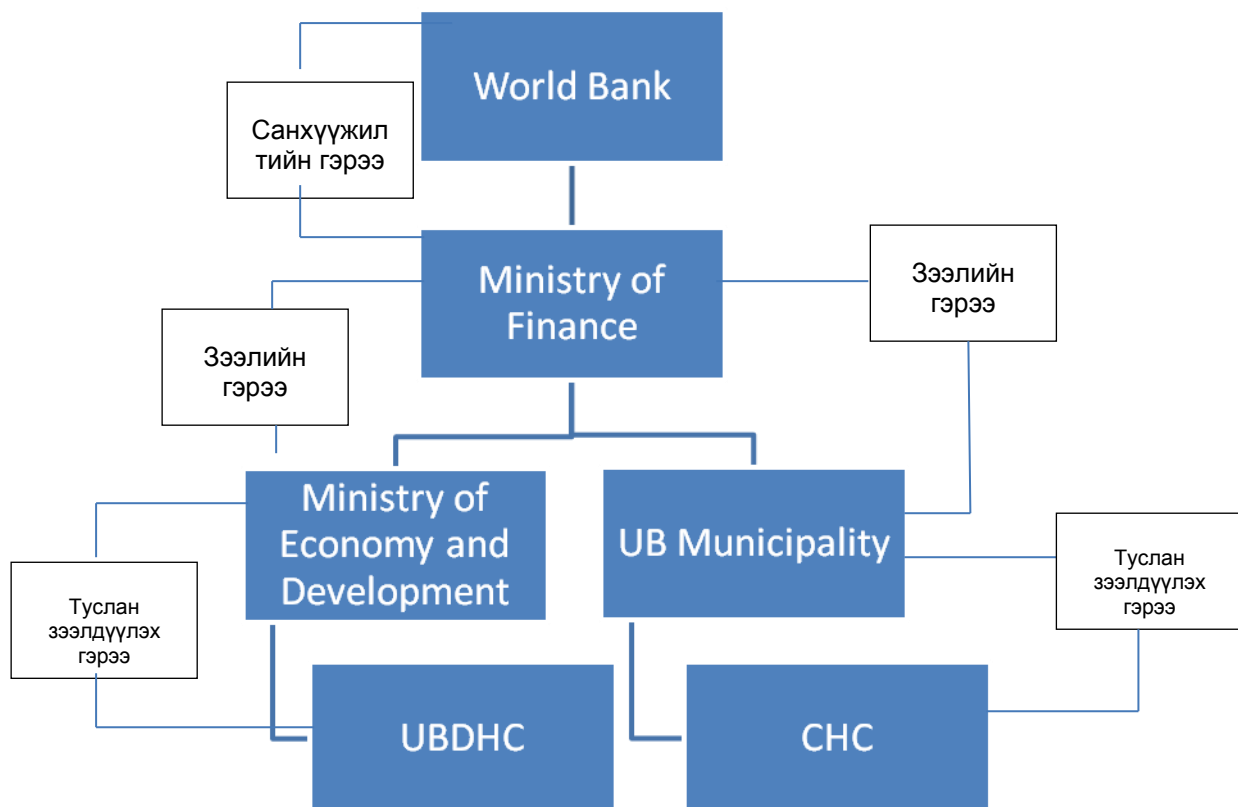 World Bank
Санхүүжил
тийн гэрээ
Ministry of
Finance
Зээлийн
гэрээ
Зээлийн
гэрээ
Ministry of
Economy and
Development
UB Municipality
Туслан
зээлдүүлэх
гэрээ
Туслан
зээлдүүлэх
гэрээ
UBDHC
CHC